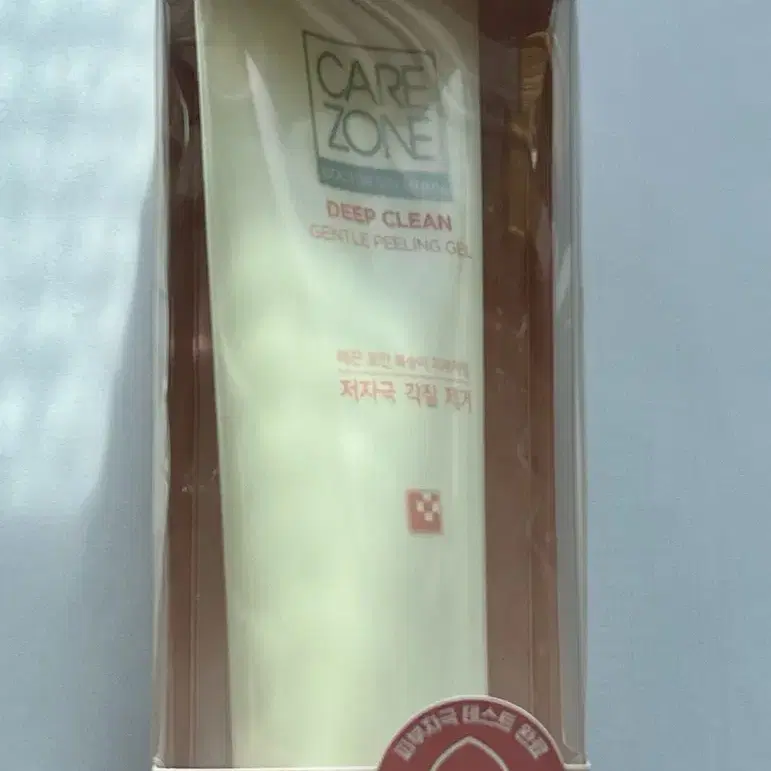 CARE
ZONE
DEEP CLEAN
GENTLE PEELING GEL
저자극 각질 제거
피부자극 테스트 완료